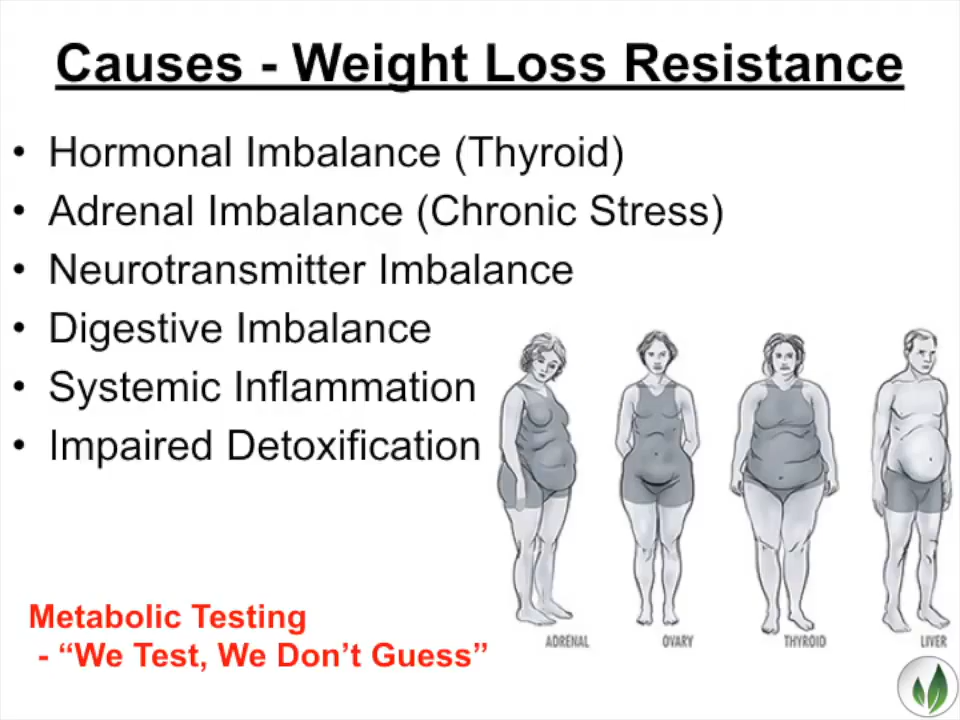 Causes - Weight Loss Resistance
• Hormonal Imbalance (Thyroid)
• Adrenal Imbalance (Chronic Stress)
• Neurotransmitter Imbalance
• Digestive Imbalance
• Systemic Inflammation
• Impaired Detoxification
Metabolic Testing
- “We Test, We Don’t Guess”
ADRENAL OVARY THYROID LIVER